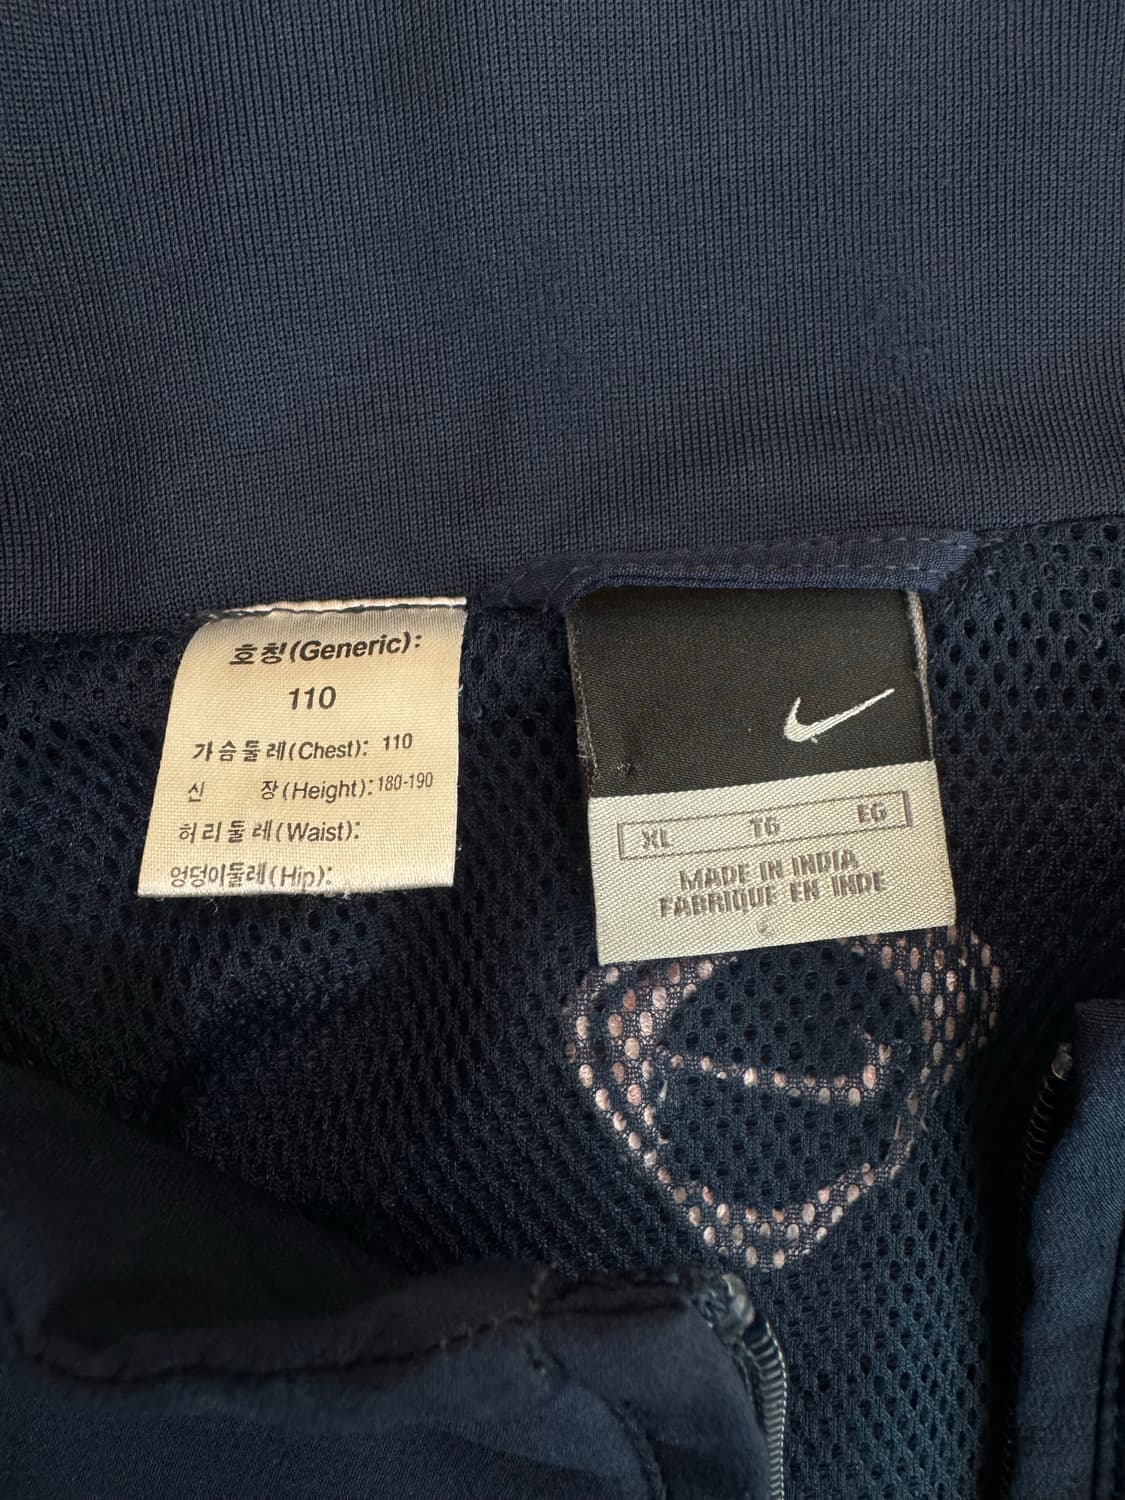 호칭(Generic):
110
가슴둘레(Chest): 110
신 장(Height): 180-190
허리둘레(Waist):
엉덩이둘레(Hip):
XL TG EG
MADE IN INDIA
FABRIQUE EN INDE